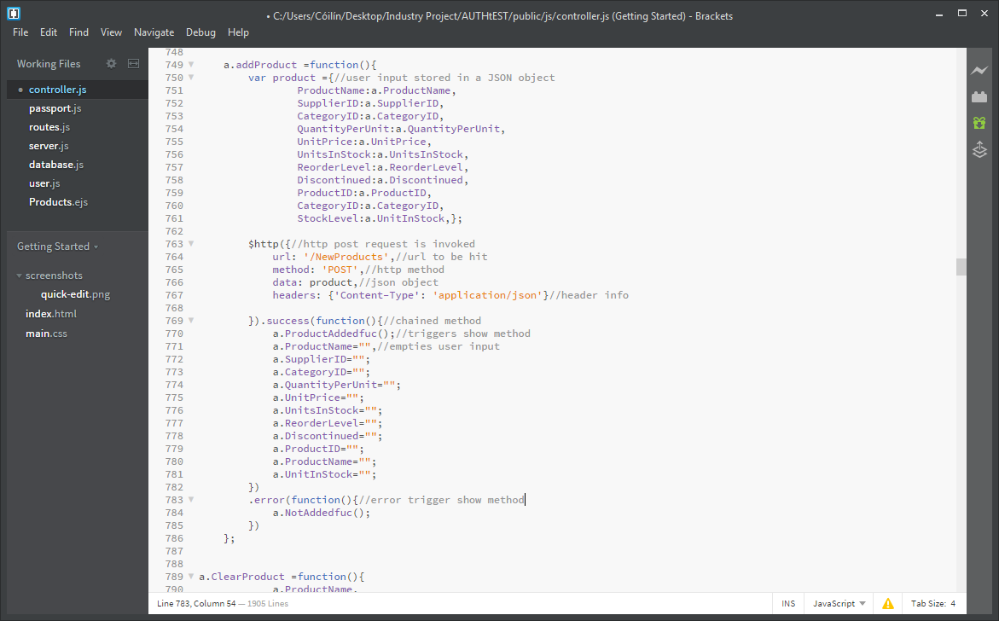 • C:/Users/Cóilín/Desktop/Industry Project/AUTHtEST/public/js/controller.js (Getting Started) - Brackets
File Edit Find View Navigate Debug Help
Working Files
controller.js
passport.js
routes.js
server.js
database.js
user.js
Products.ejs
Getting Started
screenshots
quick-edit.png
index.html
main.css
748
749 a.addProduct =function(){
750 var product ={//user input stored in a JSON object
751 ProductName:a.ProductName,
752 SupplierID:a.SupplierID,
753 CategoryID:a.CategoryID,
754 QuantityPerUnit:a.QuantityPerUnit,
755 UnitPrice:a.UnitPrice,
756 UnitsInStock:a.UnitsInStock,
757 ReorderLevel:a.ReorderLevel,
758 Discontinued:a.Discontinued,
759 ProductID:a.ProductID,
760 CategoryID:a.CategoryID,
761 StockLevel:a.UnitInStock,};
762
763 $http({//http post request is invoked
764 url: '/NewProducts',//url to be hit
765 method: 'POST',//http method
766 data: product,//json object
767 headers: {'Content-Type': 'application/json'}//header info
768
769 }).success(function(){//chained method
770 a.ProductAddedfuc();//triggers show method
771 a.ProductName="",//empties user input
772 a.SupplierID="";
773 a.CategoryID="";
774 a.QuantityPerUnit="";
775 a.UnitPrice="";
776 a.UnitsInStock="";
777 a.ReorderLevel="";
778 a.Discontinued="";
779 a.ProductID="";
780 a.ProductName="";
781 a.UnitInStock="";
782 })
783 .error(function(){//error trigger show method
784 a.NotAddedfuc();
785 })
786 };
787
788
789 a.ClearProduct =function(){
790 a.ProductName,
Line 783, Column 54 — 1905 Lines
INS JavaScript Tab Size: 4